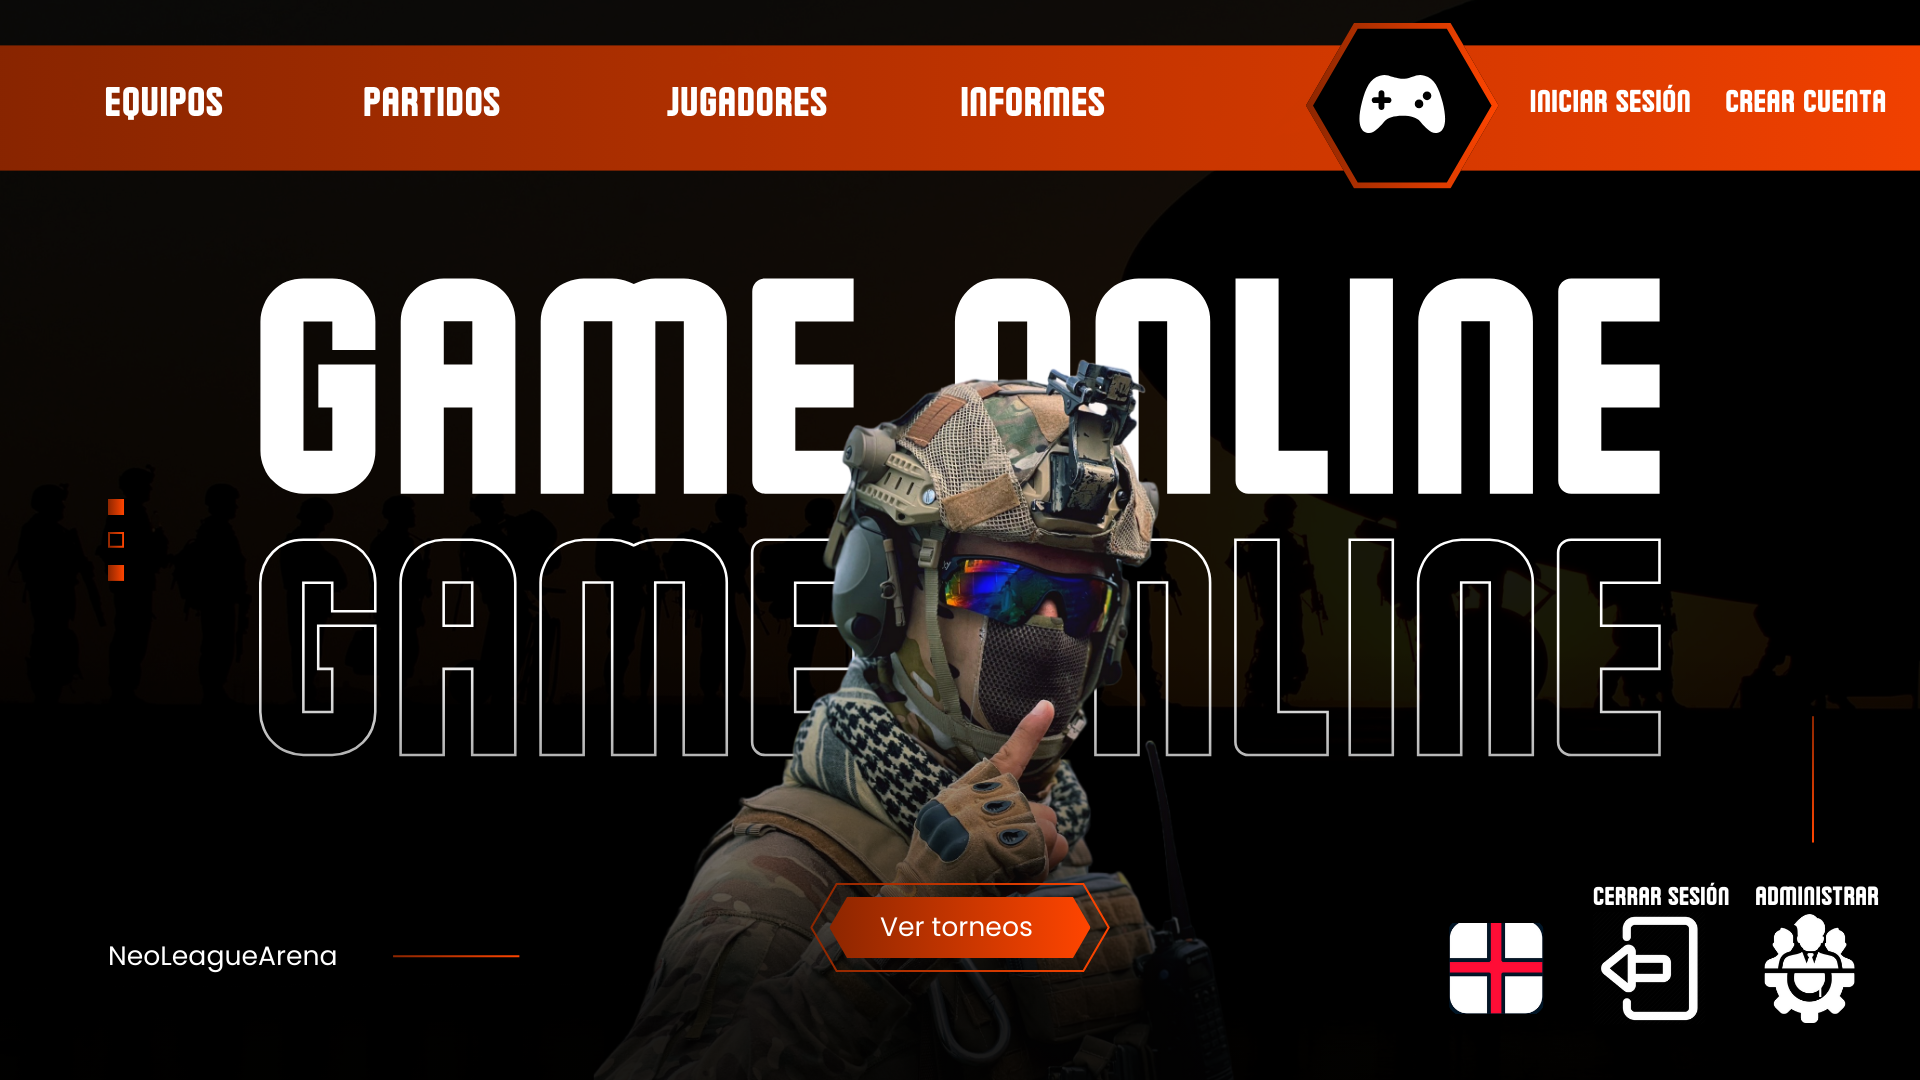 EQUIPOS PARTIDOS JUGADORES INFORMES INICIAR SESIÓN CREAR CUENTA
GAME ONLINE
GAME ONLINE
CERRAR SESIÓN ADMINISTRAR
Ver torneos
NeoLeagueArena